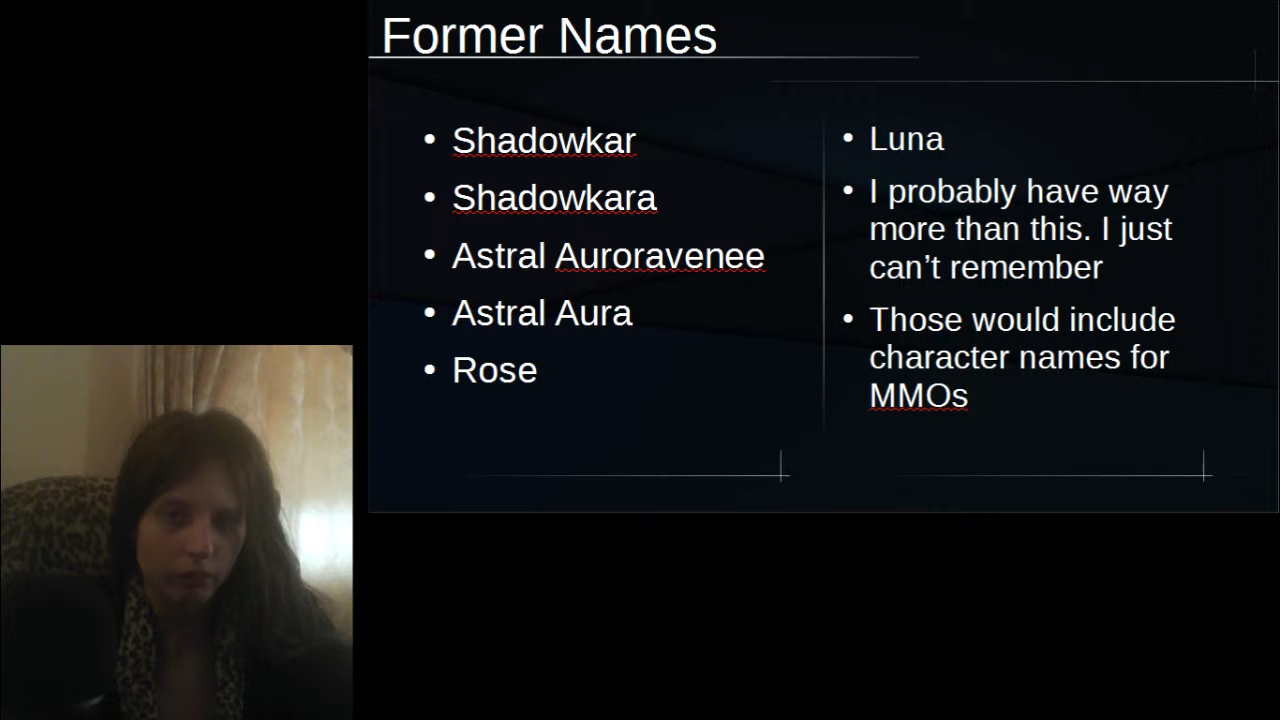 Former Names
• Shadowkar
• Shadowkara
• Astral Auroravenee
• Astral Aura
• Rose
• Luna
• I probably have way
more than this. I just
can’t remember
• Those would include
character names for
MMOs